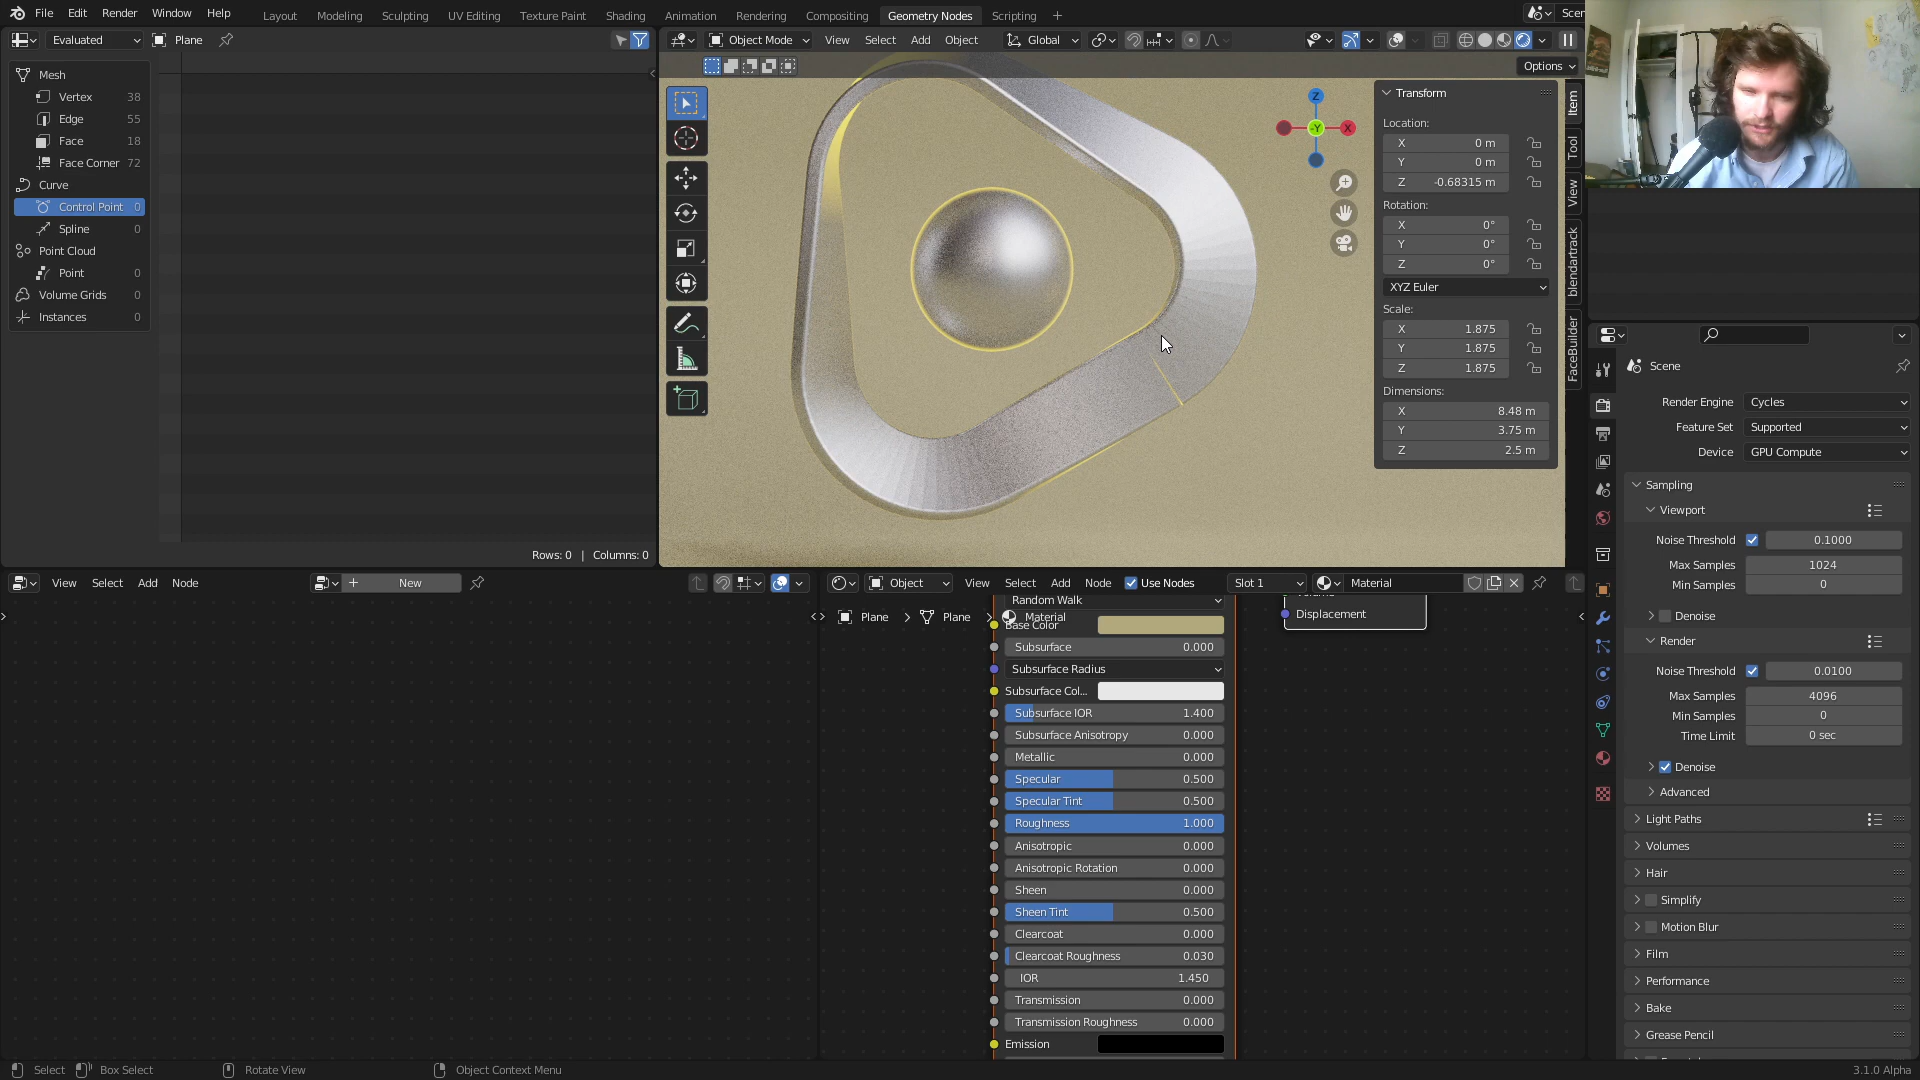 File Edit Render Window Help Layout Modeling Sculpting UV Editing Texture Paint Shading Animation Rendering Compositing Geometry Nodes Scripting + Scer
Evaluated Plane
Object Mode View Select Add Object Global
Options
Mesh
Vertex 38
Edge 55
Face 18
Face Corner 72
Curve
Control Point 0
Spline 0
Point Cloud
Point 0
Volume Grids 0
Instances 0
Rows: 0 | Columns: 0
Z
-Y
X
Transform
Location:
X 0 m
Y 0 m
Z -0.68315 m
Rotation:
X 0°
Y 0°
Z 0°
XYZ Euler
Scale:
X 1.875
Y 1.875
Z 1.875
Dimensions:
X 8.48 m
Y 3.75 m
Z 2.5 m
Item
Tool
View
blendartrack
FaceBuilder
View Select Add Node
New
Object View Select Add Node Use Nodes Slot 1 Material
Plane > Plane > Material
Random Walk
Base Color
Subsurface 0.000
Subsurface Radius
Subsurface Col...
Subsurface IOR 1.400
Subsurface Anisotropy 0.000
Metallic 0.000
Specular 0.500
Specular Tint 0.500
Roughness 1.000
Anisotropic 0.000
Anisotropic Rotation 0.000
Sheen 0.000
Sheen Tint 0.500
Clearcoat 0.000
Clearcoat Roughness 0.030
IOR 1.450
Transmission 0.000
Transmission Roughness 0.000
Emission
Displacement
Scene
Render Engine Cycles
Feature Set Supported
Device GPU Compute
Sampling
Viewport
Noise Threshold 0.1000
Max Samples 1024
Min Samples 0
Denoise
Render
Noise Threshold 0.0100
Max Samples 4096
Min Samples 0
Time Limit 0 sec
Denoise
Advanced
Light Paths
Volumes
Hair
Simplify
Motion Blur
Film
Performance
Bake
Grease Pencil
Select Box Select Rotate View Object Context Menu 3.1.0 Alpha